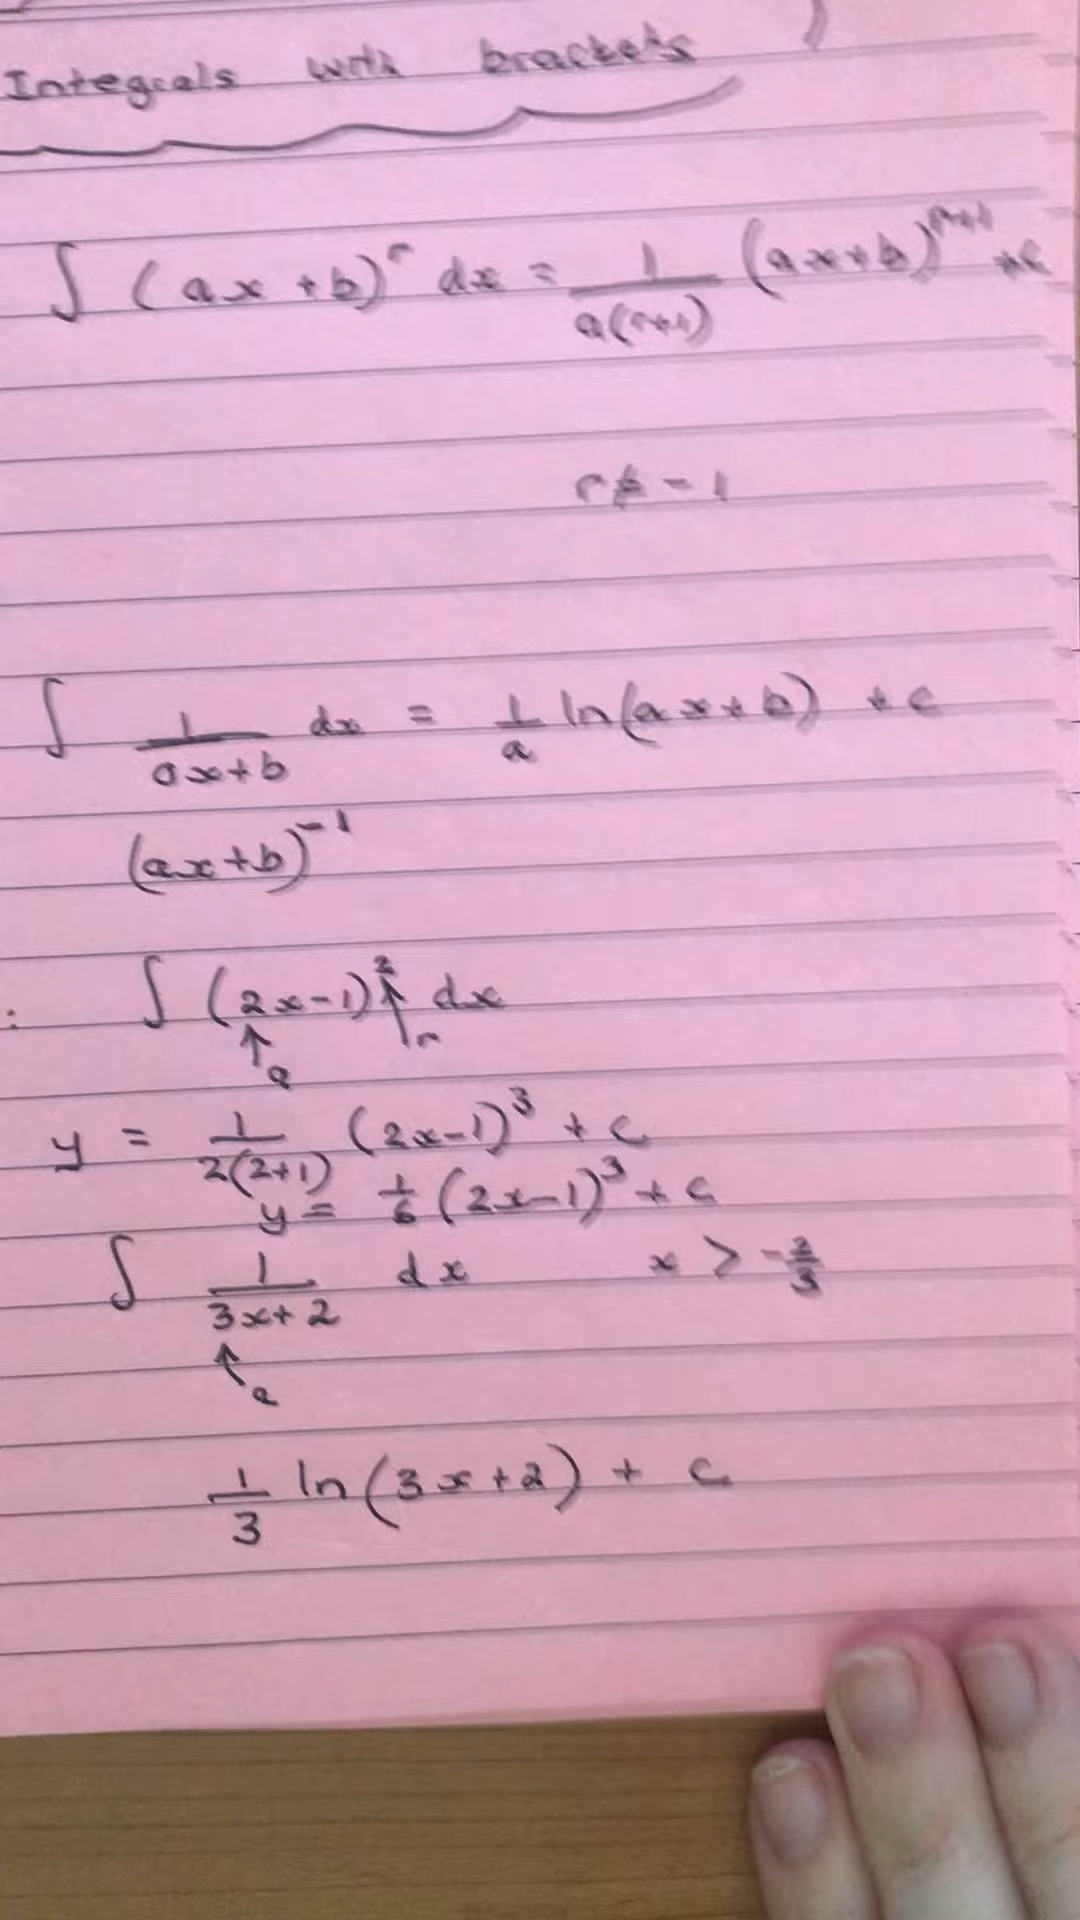 Integrals with brackets
∫ (ax+b)^r dx = 1/a(r+1) (ax+b)^r+1 +c
r ≠ -1
∫ 1/ax+b dx = 1/a ln(ax+b) + c
(ax+b)^-1
: ∫ (2x-1)^2 dx
↑a ↑r
y = 1/2(2+1) (2x-1)^3 + c
y = 1/6 (2x-1)^3 + c
∫ 1/3x+2 dx x > -2/3
↑a
1/3 ln(3x+2) + c